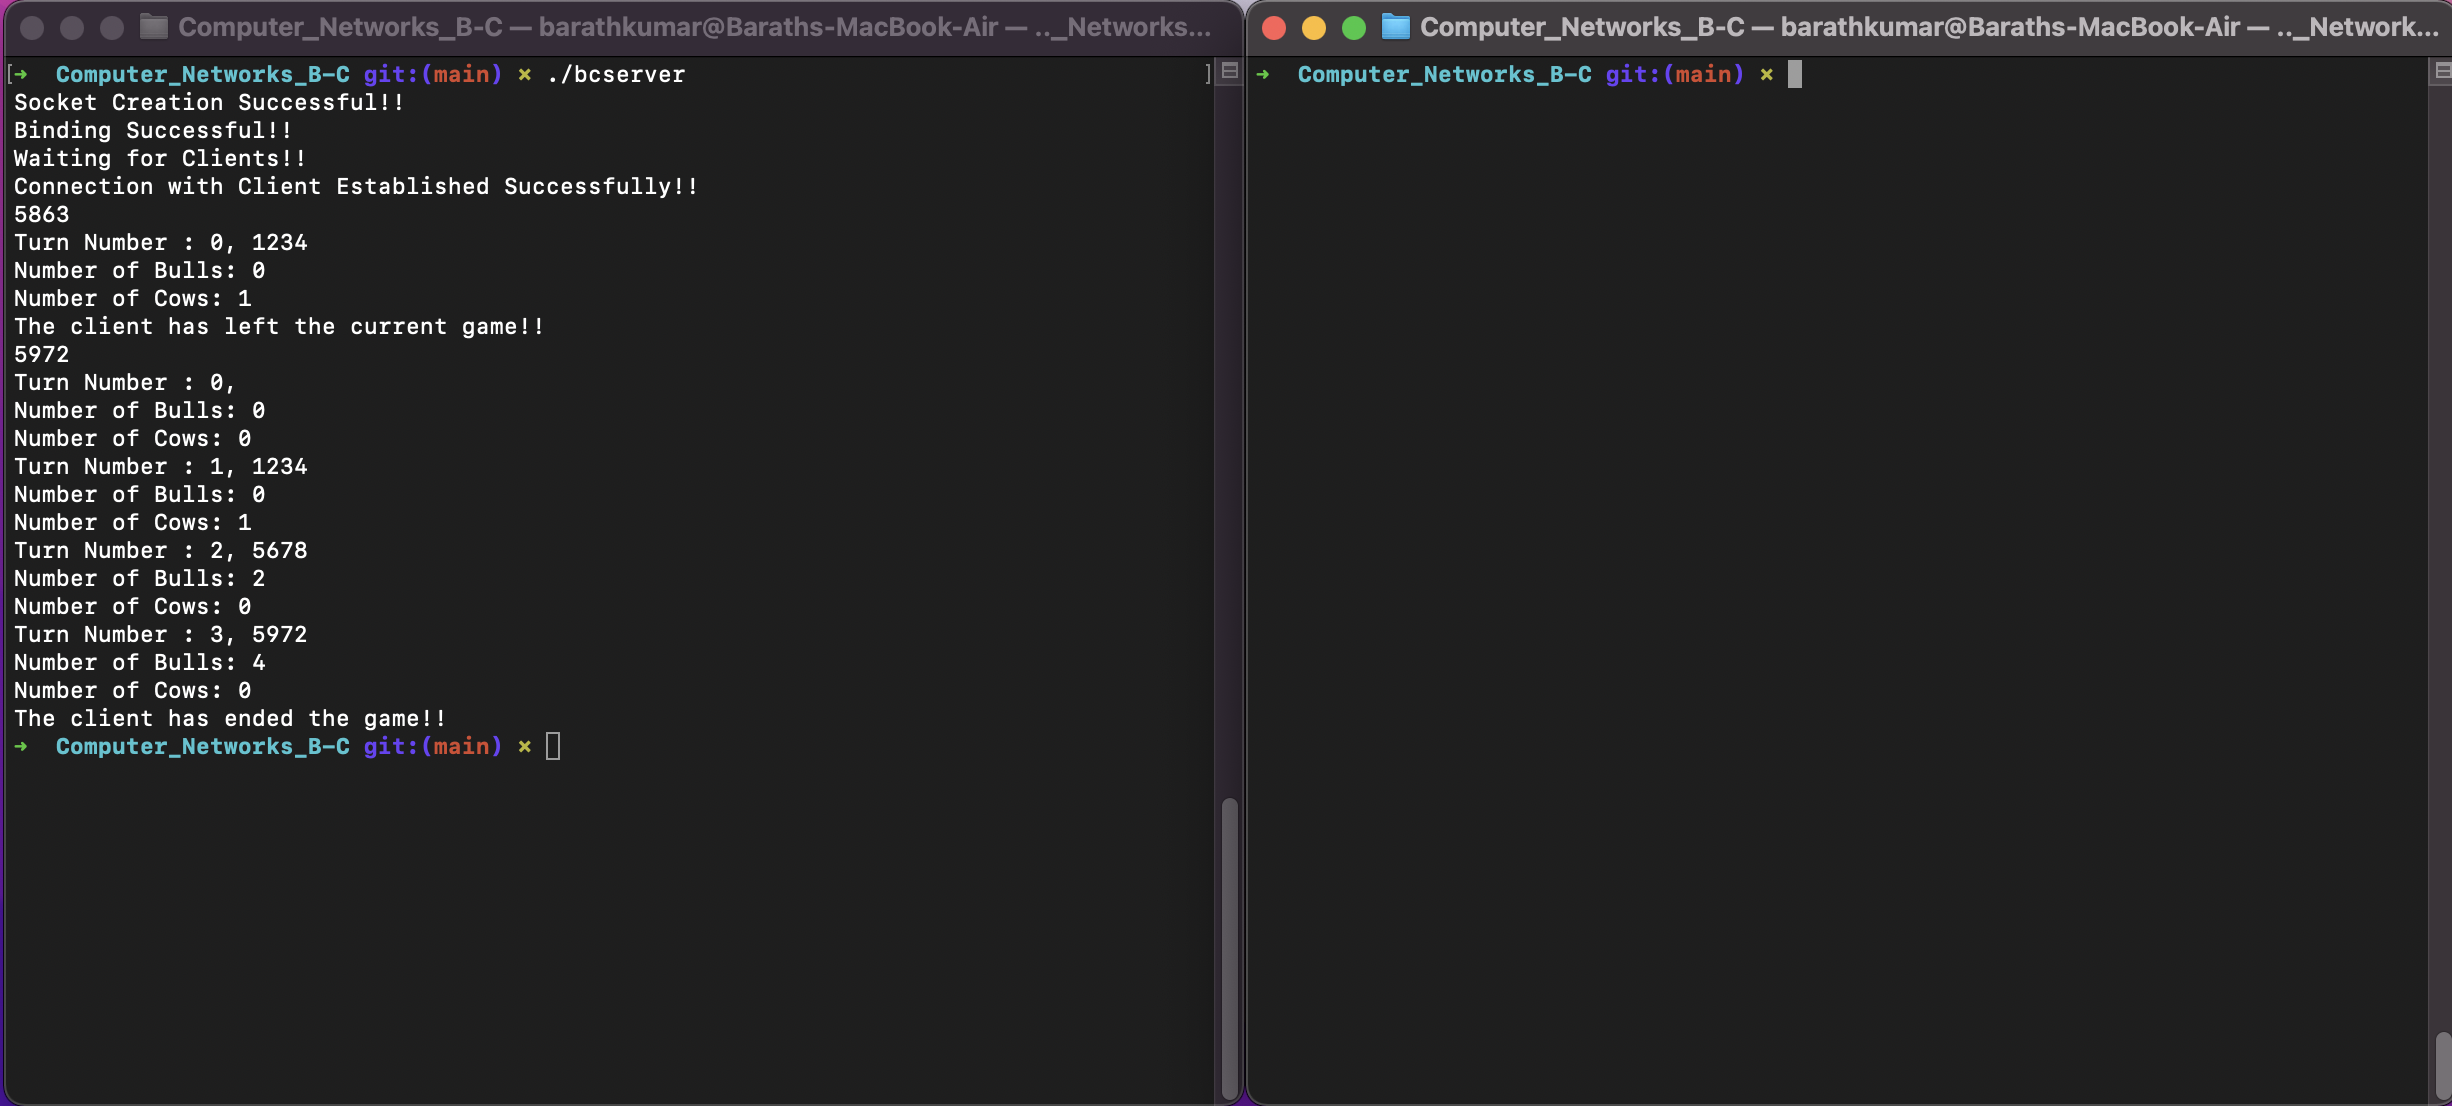 Computer_Networks_B-C — barathkumar@Baraths-MacBook-Air — .._Networks...
[➜  Computer_Networks_B-C git:(main) ✗ ./bcserver ]
Socket Creation Successful!!
Binding Successful!!
Waiting for Clients!!
Connection with Client Established Successfully!!
5863
Turn Number : 0, 1234
Number of Bulls: 0
Number of Cows: 1
The client has left the current game!!
5972
Turn Number : 0,
Number of Bulls: 0
Number of Cows: 0
Turn Number : 1, 1234
Number of Bulls: 0
Number of Cows: 1
Turn Number : 2, 5678
Number of Bulls: 2
Number of Cows: 0
Turn Number : 3, 5972
Number of Bulls: 4
Number of Cows: 0
The client has ended the game!!
➜  Computer_Networks_B-C git:(main) ✗
Computer_Networks_B-C — barathkumar@Baraths-MacBook-Air — .._Network...
➜  Computer_Networks_B-C git:(main) ✗